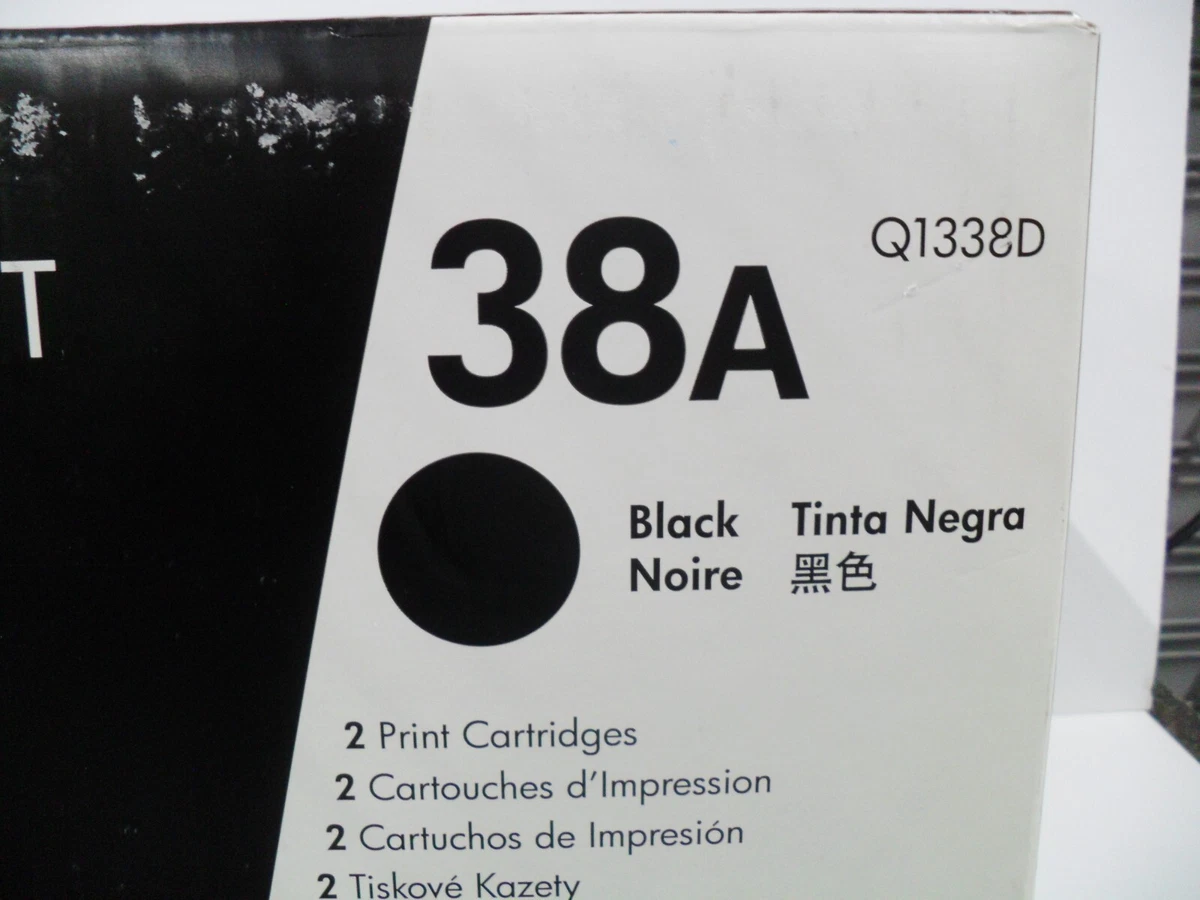 T
38A
Q1338D
Black Tinta Negra
Noire 黑色
2 Print Cartridges
2 Cartouches d'Impression
2 Cartuchos de Impresión
2 Tiskové Kazety